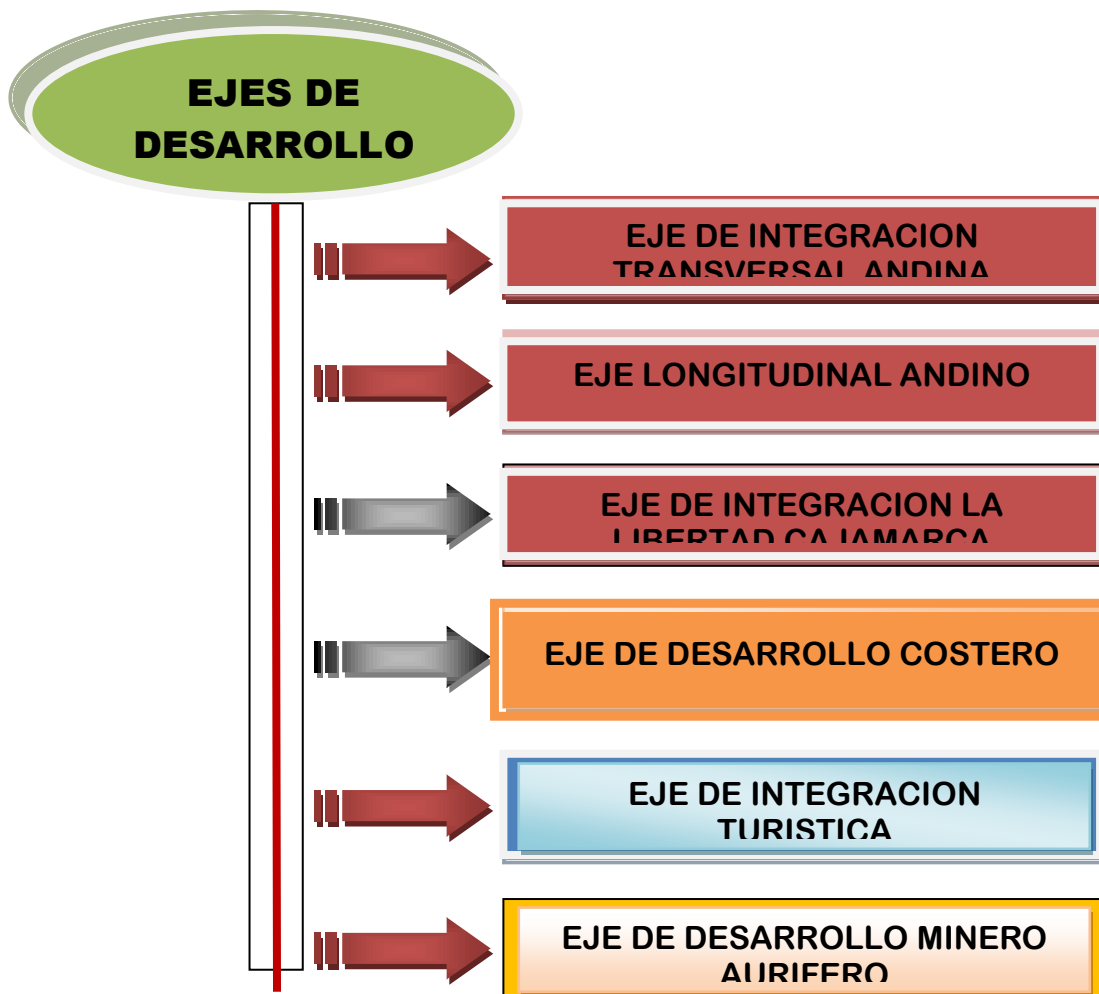 EJES DE
DESARROLLO
EJE DE INTEGRACION
TRANSVERSAL ANDINA
EJE LONGITUDINAL ANDINO
EJE DE INTEGRACION LA
LIBERTAD CAJAMARCA
EJE DE DESARROLLO COSTERO
EJE DE INTEGRACION
TURISTICA
EJE DE DESARROLLO MINERO
AURIFERO